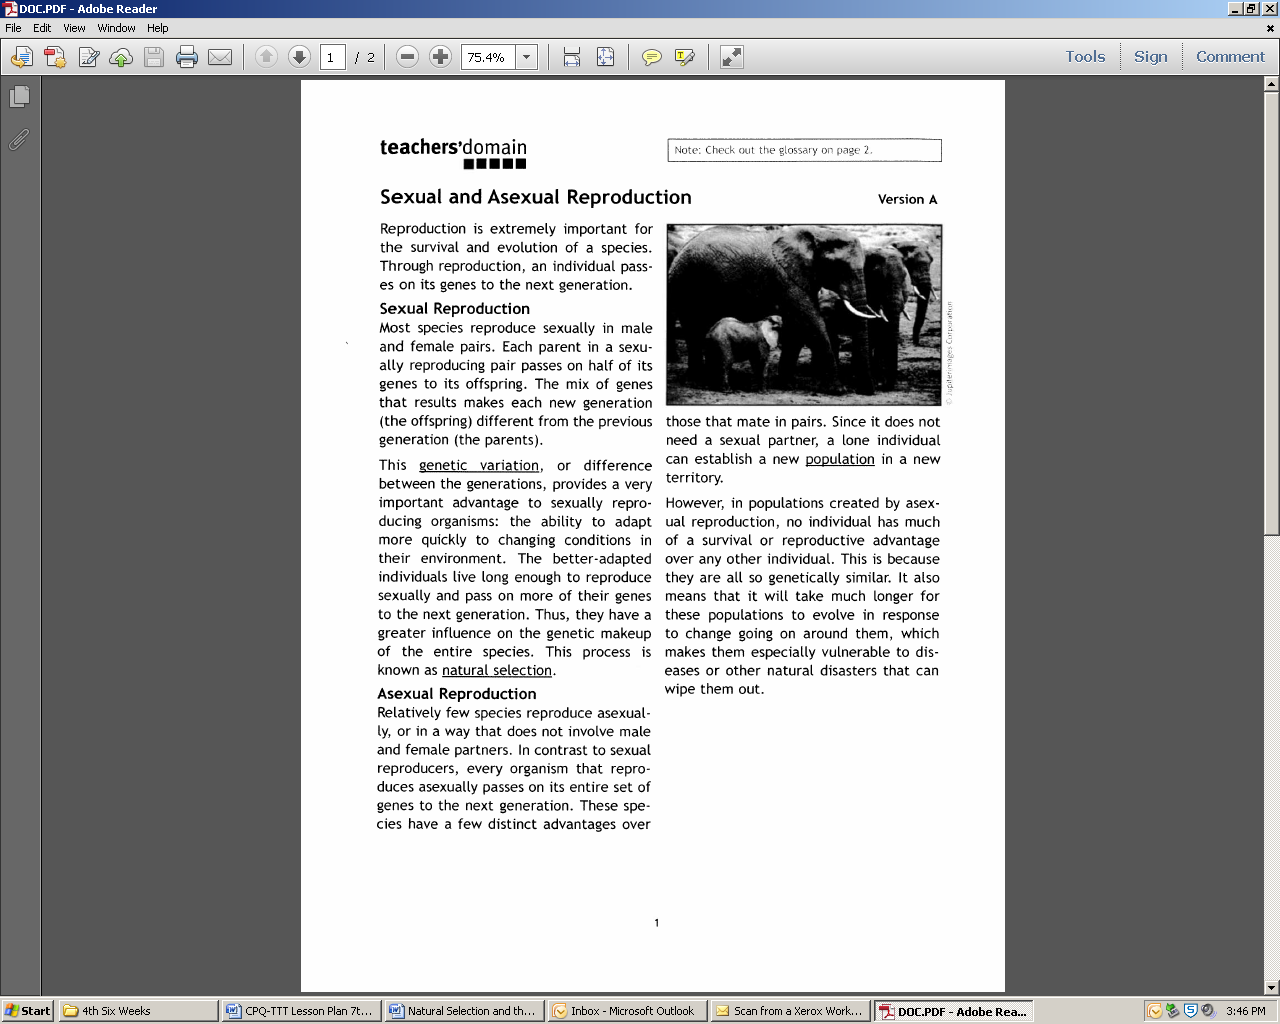 DOC.PDF - Adobe Reader
File Edit View Window Help
1 / 2 75.4% Tools Sign Comment
teachers'domain
Note: Check out the glossary on page 2.
Sexual and Asexual Reproduction
Version A
Reproduction is extremely important for
the survival and evolution of a species.
Through reproduction, an individual pass-
es on its genes to the next generation.
Sexual Reproduction
Most species reproduce sexually in male
and female pairs. Each parent in a sexu-
ally reproducing pair passes on half of its
genes to its offspring. The mix of genes
that results makes each new generation
(the offspring) different from the previous
generation (the parents).
This genetic variation, or difference
between the generations, provides a very
important advantage to sexually repro-
ducing organisms: the ability to adapt
more quickly to changing conditions in
their environment. The better-adapted
individuals live long enough to reproduce
sexually and pass on more of their genes
to the next generation. Thus, they have a
greater influence on the genetic makeup
of the entire species. This process is
known as natural selection.
Asexual Reproduction
Relatively few species reproduce asexual-
ly, or in a way that does not involve male
and female partners. In contrast to sexual
reproducers, every organism that repro-
duces asexually passes on its entire set of
genes to the next generation. These spe-
cies have a few distinct advantages over
© Jupiterimages Corporation
those that mate in pairs. Since it does not
need a sexual partner, a lone individual
can establish a new population in a new
territory.
However, in populations created by asex-
ual reproduction, no individual has much
of a survival or reproductive advantage
over any other individual. This is because
they are all so genetically similar. It also
means that it will take much longer for
these populations to evolve in response
to change going on around them, which
makes them especially vulnerable to dis-
eases or other natural disasters that can
wipe them out.
1
Start 4th Six Weeks CPQ-TTT Lesson Plan 7t... Natural Selection and th... Inbox - Microsoft Outlook Scan from a Xerox Work... DOC.PDF - Adobe Rea... 3:46 PM